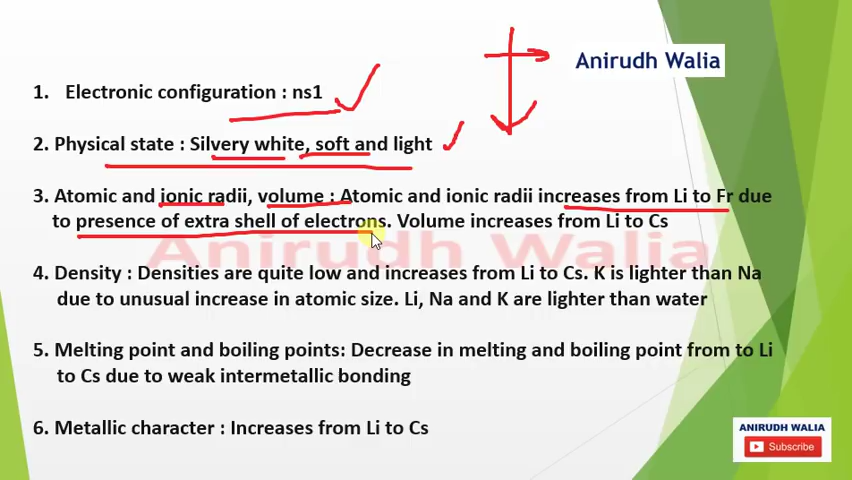 Anirudh Walia
1. Electronic configuration : ns1
2. Physical state : Silvery white, soft and light
3. Atomic and ionic radii, volume : Atomic and ionic radii increases from Li to Fr due
to presence of extra shell of electrons. Volume increases from Li to Cs
Anirudh Walia
4. Density : Densities are quite low and increases from Li to Cs. K is lighter than Na
due to unusual increase in atomic size. Li, Na and K are lighter than water
5. Melting point and boiling points: Decrease in melting and boiling point from to Li
to Cs due to weak intermetallic bonding
6. Metallic character : Increases from Li to Cs
ANIRUDH WALIA
Subscribe